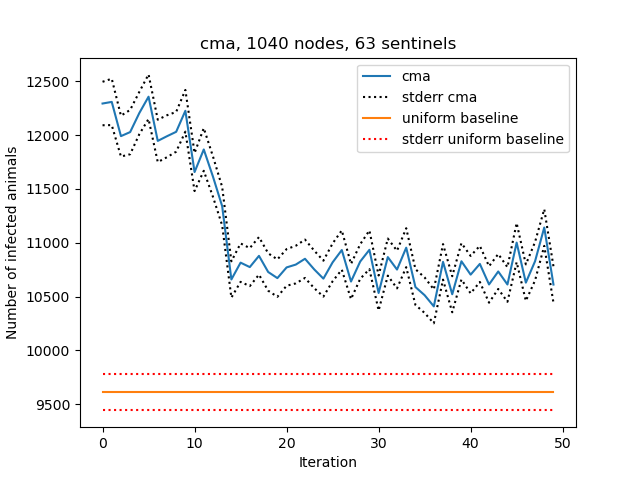 cma, 1040 nodes, 63 sentinels
12500
12000
11500
11000
10500
10000
9500
Number of infected animals
cma
stderr cma
uniform baseline
stderr uniform baseline
0
10
20
30
40
50
Iteration